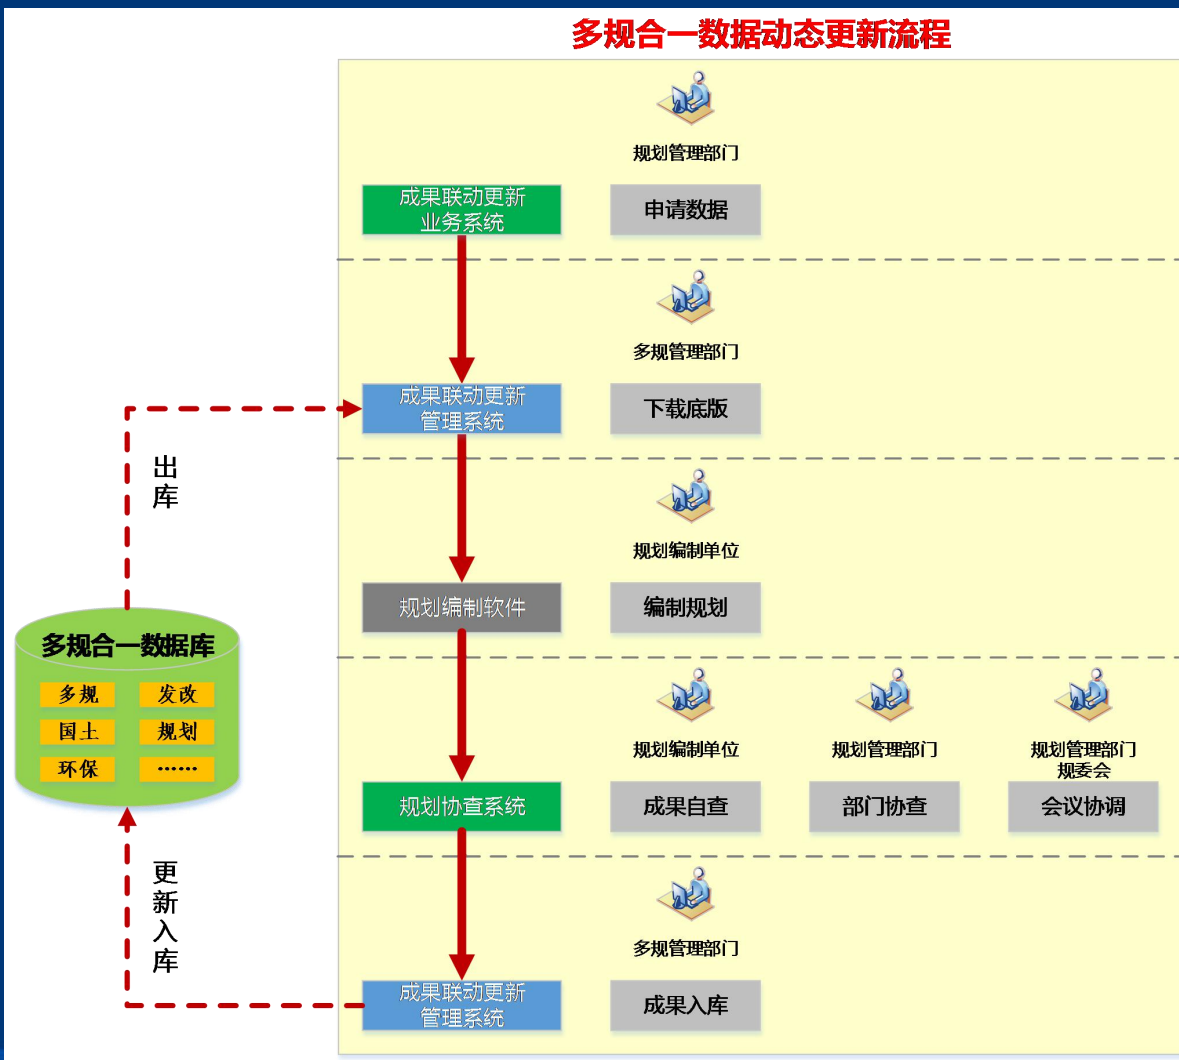 多规合一数据动态更新流程
规划管理部门
成果联动更新
业务系统
申请数据
多规管理部门
成果联动更新
管理系统
下载底版
出
库
规划编制单位
规划编制软件
编制规划
多规合一数据库
多规
发改
国土
规划
环保
……
规划编制单位
规划管理部门
规划管理部门
规委会
规划协查系统
成果自查
部门协查
会议协调
更
新
入
库
多规管理部门
成果联动更新
管理系统
成果入库